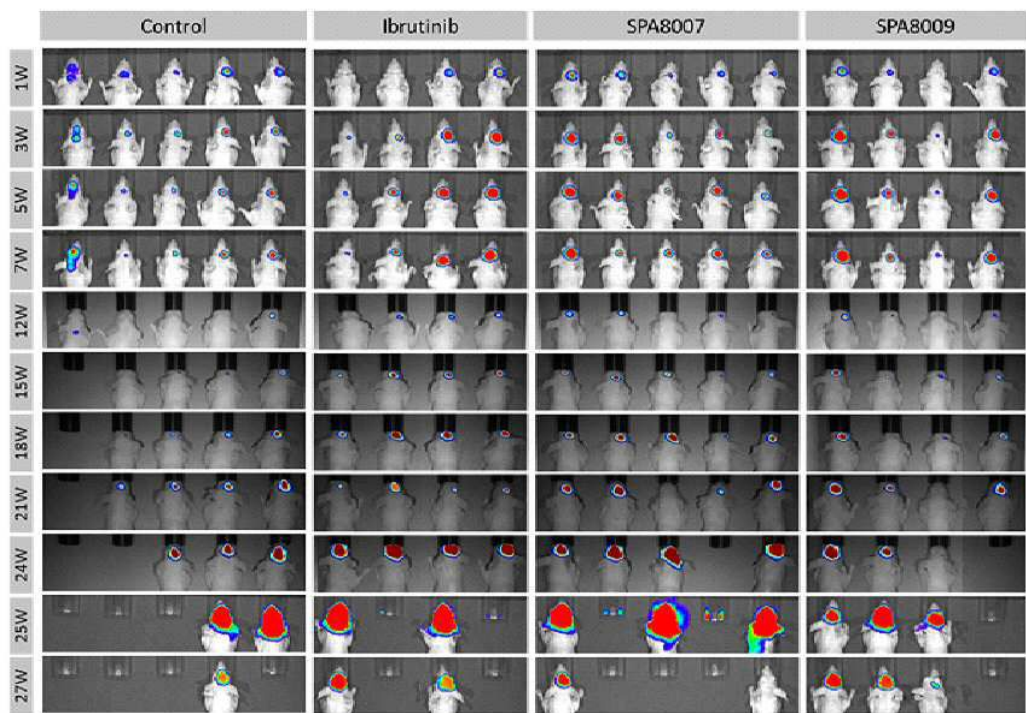 Control Ibrutinib SPA8007 SPA8009
1W
3W
5W
7W
12W
15W
18W
21W
24W
25W
27W